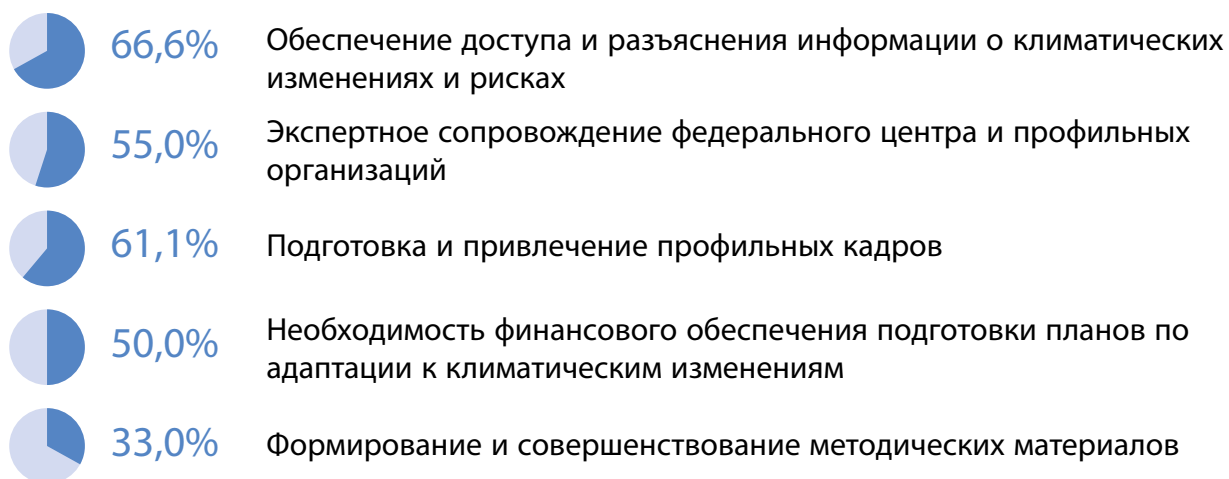 66,6%
Обеспечение доступа и разъяснения информации о климатических
изменениях и рисках
55,0%
Экспертное сопровождение федерального центра и профильных
организаций
61,1%
Подготовка и привлечение профильных кадров
50,0%
Необходимость финансового обеспечения подготовки планов по
адаптации к климатическим изменениям
33,0%
Формирование и совершенствование методических материалов